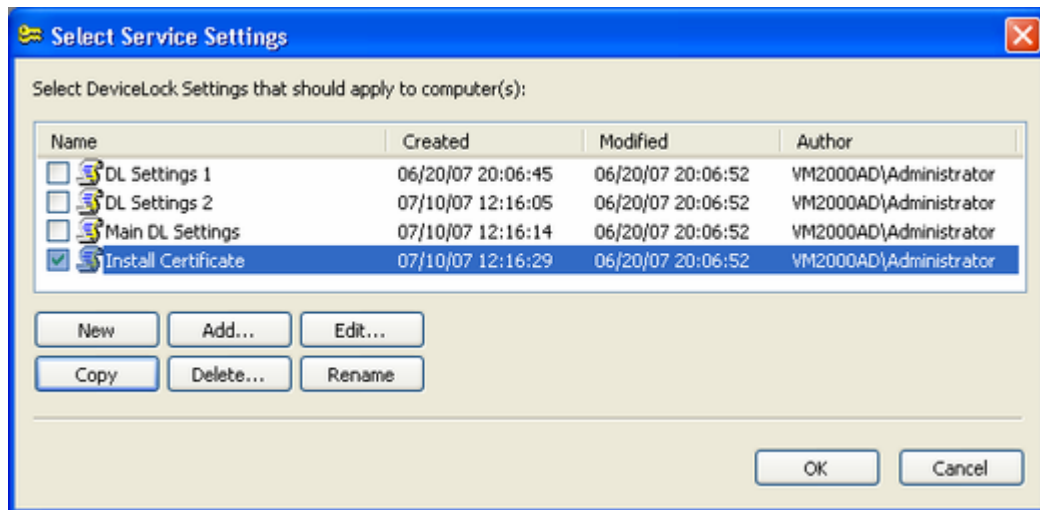 Select Service Settings
Select DeviceLock Settings that should apply to computer(s):
Name Created Modified Author
DL Settings 1 06/20/07 20:06:45 06/20/07 20:06:52 VM2000AD\Administrator
DL Settings 2 07/10/07 12:16:05 06/20/07 20:06:52 VM2000AD\Administrator
Main DL Settings 07/10/07 12:16:14 06/20/07 20:06:52 VM2000AD\Administrator
Install Certificate 07/10/07 12:16:29 06/20/07 20:06:52 VM2000AD\Administrator
New Add... Edit...
Copy Delete... Rename
OK Cancel